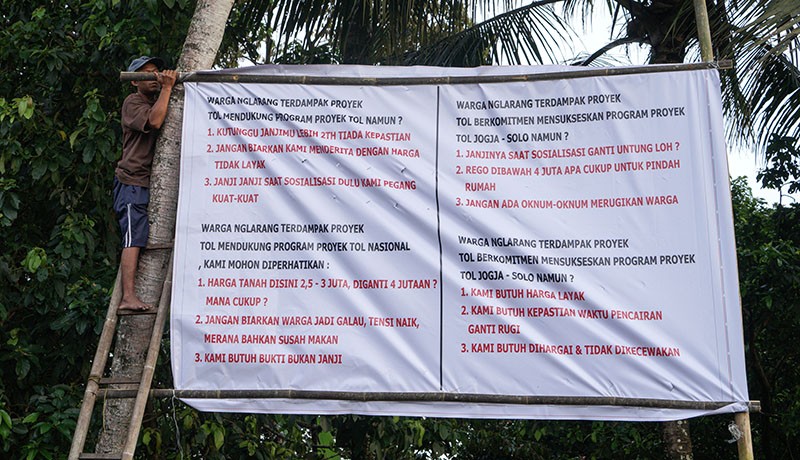 WARGA NGLARANG TERDAMPAK PROYEK
TOL MENDUKUNG PROGRAM PROYEK TOL NAMUN ?
1. KUTUNGGU JANJIMU LEBIH 2TH TIADA KEPASTIAN
2. JANGAN BIARKAN KAMI MENDERITA DENGAN HARGA
TIDAK LAYAK
3. JANJI JANJI SAAT SOSIALISASI DULU KAMI PEGANG
KUAT-KUAT
WARGA NGLARANG TERDAMPAK PROYEK
TOL MENDUKUNG PROGRAM PROYEK TOL NASIONAL
, KAMI MOHON DIPERHATIKAN :
1. HARGA TANAH DISINI 2,5 - 3 JUTA, DIGANTI 4 JUTAAN ?
MANA CUKUP ?
2. JANGAN BIARKAN WARGA JADI GALAU, TENSI NAIK,
MERANA BAHKAN SUSAH MAKAN
3. KAMI BUTUH BUKTI BUKAN JANJI
WARGA NGLARANG TERDAMPAK PROYEK
TOL BERKOMITMEN MENSUKSESKAN PROGRAM PROYEK
TOL JOGJA - SOLO NAMUN ?
1. JANJINYA SAAT SOSIALISASI GANTI UNTUNG LOH ?
2. REGO DIBAWAH 4 JUTA APA CUKUP UNTUK PINDAH
RUMAH
3. JANGAN ADA OKNUM-OKNUM MERUGIKAN WARGA
WARGA NGLARANG TERDAMPAK PROYEK
TOL BERKOMITMEN MENSUKSESKAN PROGRAM PROYEK
TOL JOGJA - SOLO NAMUN ?
1. KAMI BUTUH HARGA LAYAK
2. KAMI BUTUH KEPASTIAN WAKTU PENCAIRAN
GANTI RUGI
3. KAMI BUTUH DIHARGAI & TIDAK DIKECEWAKAN